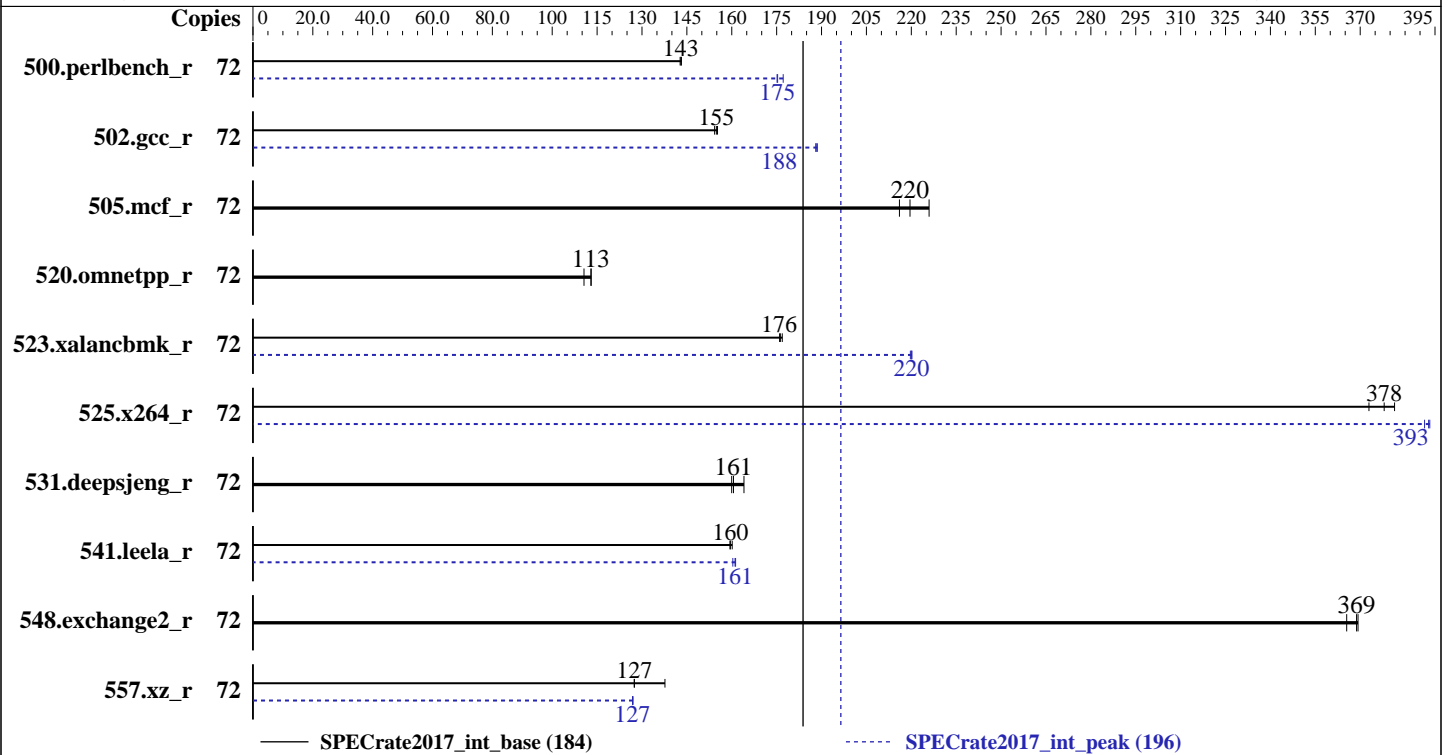 Copies 0 20.0 40.0 60.0 80.0 100 115 130 145 160 175 190 205 220 235 250 265 280 295 310 325 340 355 370 395
143
500.perlbench_r 72
175
155
502.gcc_r 72
188
220
505.mcf_r 72
113
520.omnetpp_r 72
176
523.xalancbmk_r 72
220
378
525.x264_r 72
393
161
531.deepsjeng_r 72
160
541.leela_r 72
161
369
548.exchange2_r 72
127
557.xz_r 72
127
SPECrate2017_int_base (184) SPECrate2017_int_peak (196)